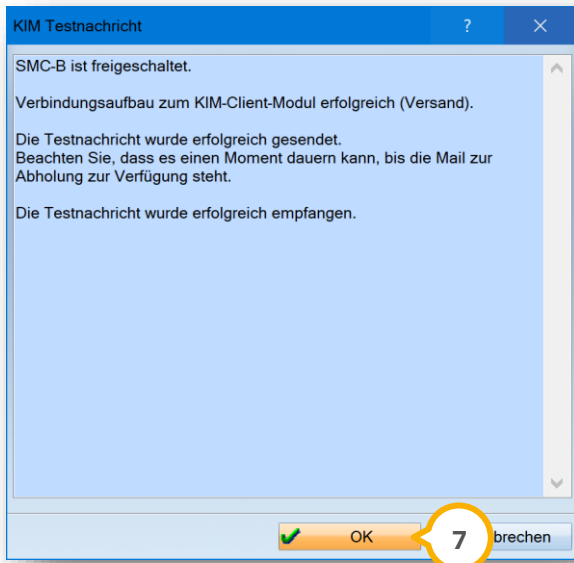 KIM Testnachricht ? ×
SMC-B ist freigeschaltet.
Verbindungsaufbau zum KIM-Client-Modul erfolgreich (Versand).
Die Testnachricht wurde erfolgreich gesendet.
Beachten Sie, dass es einen Moment dauern kann, bis die Mail zur
Abholung zur Verfügung steht.
Die Testnachricht wurde erfolgreich empfangen.
OK 7 brechen